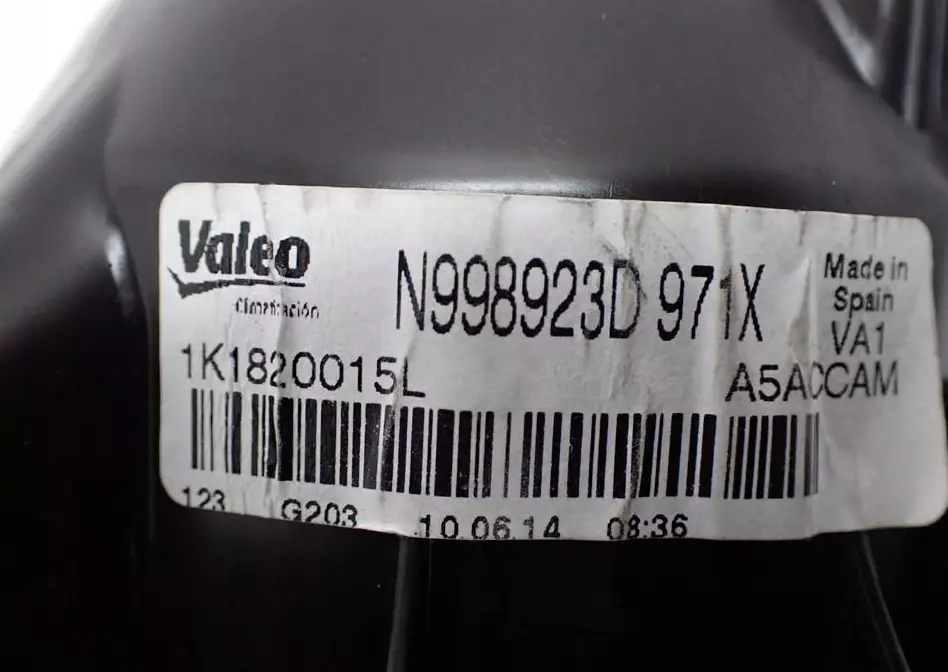 Valeo
Climatización
N998923D 971X
Made in
Spain
VA1
1K1820015L
A5ACCAM
123 G203 10.06.14 08:36